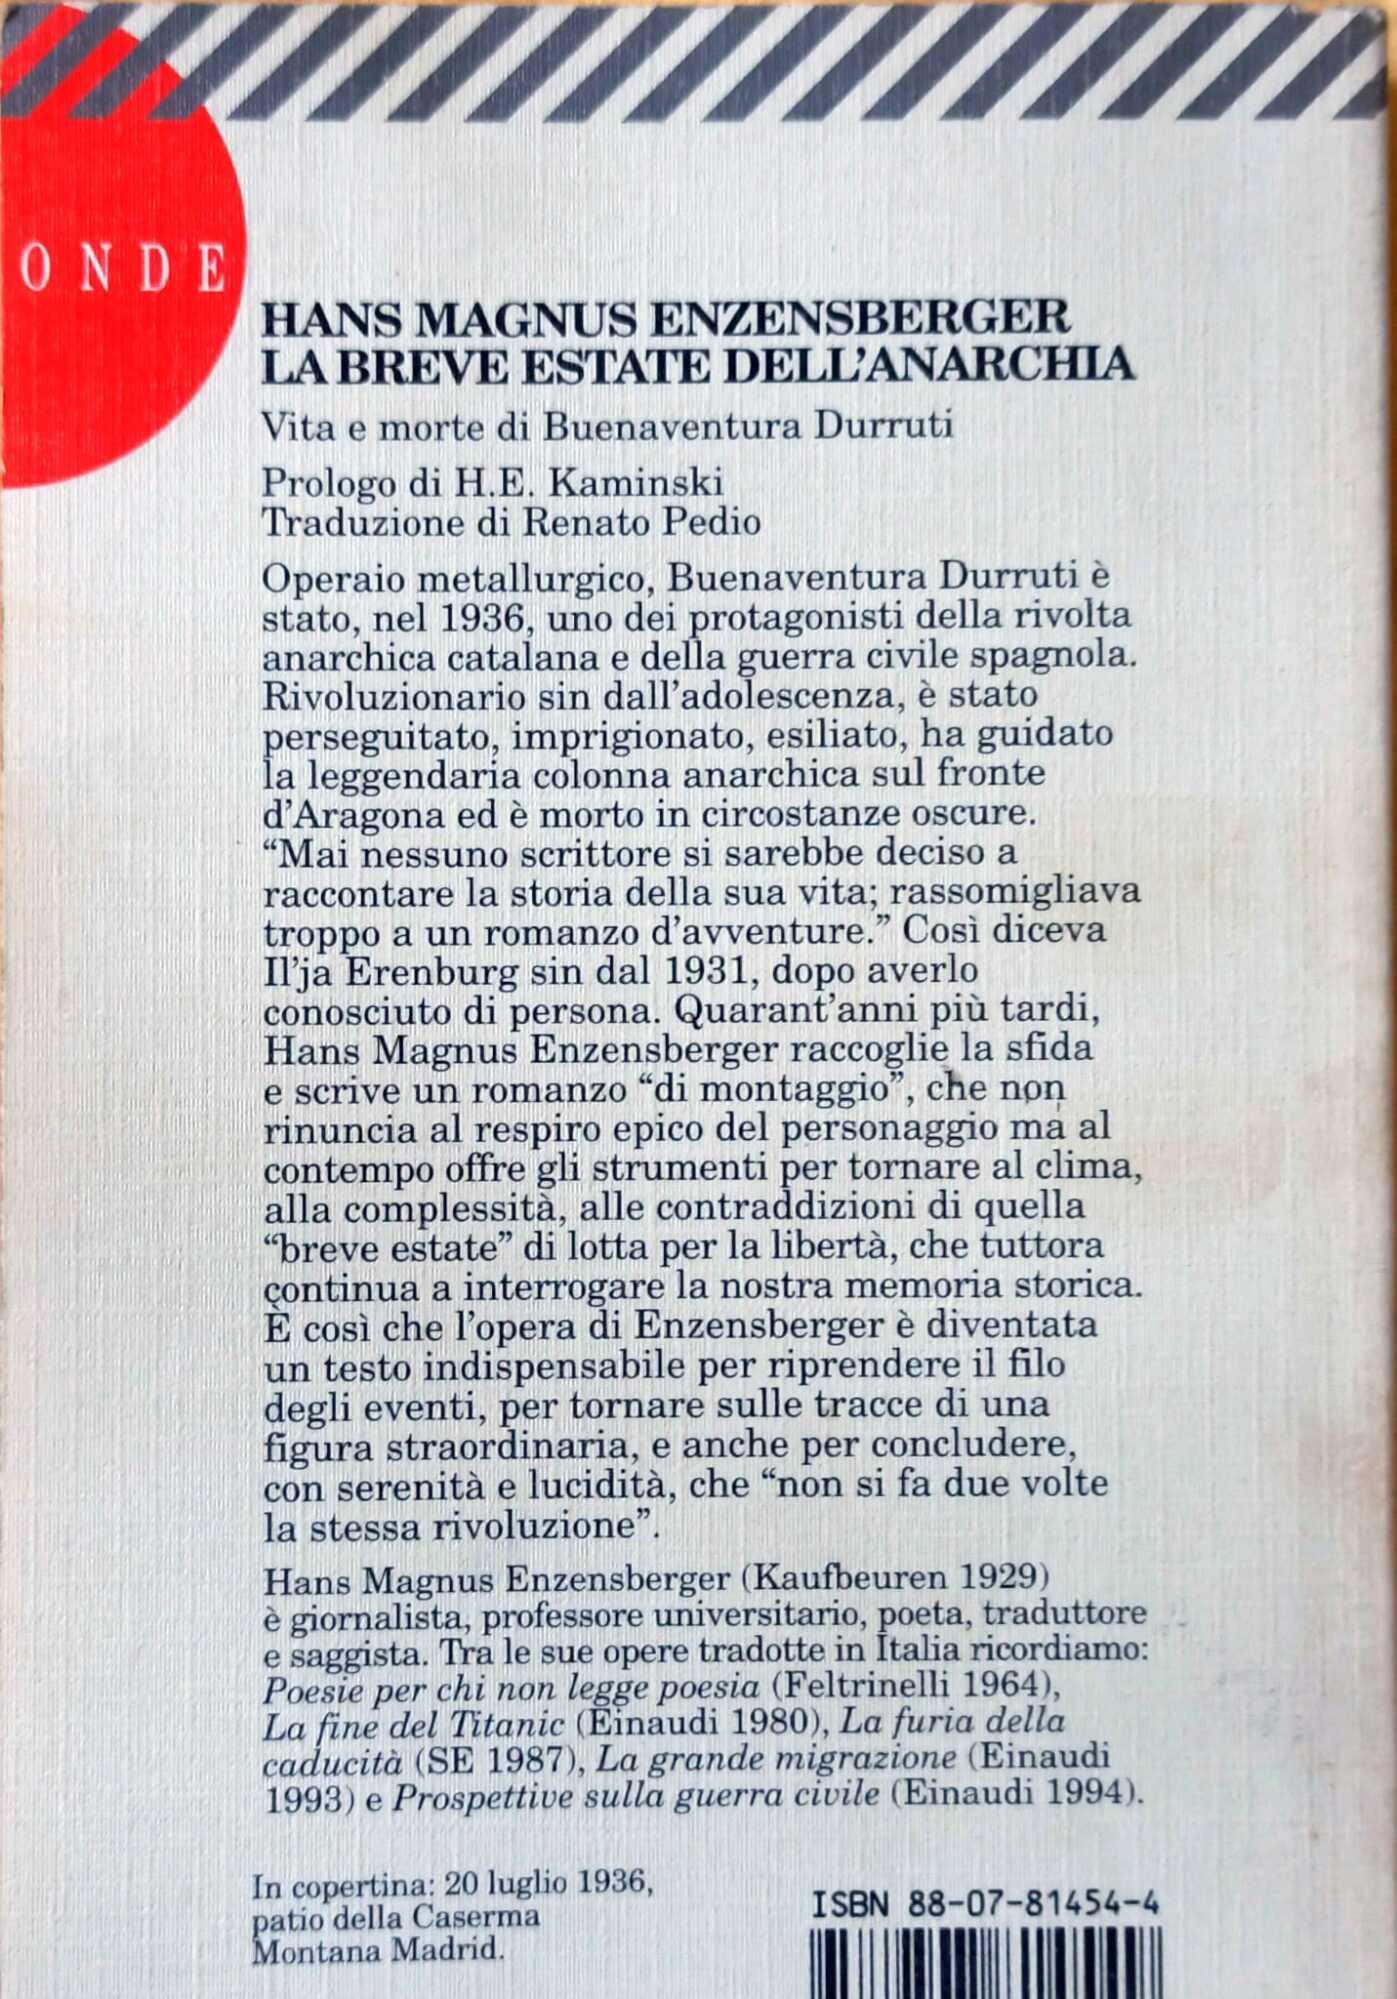 ONDE
HANS MAGNUS ENZENSBERGER
LA BREVE ESTATE DELL'ANARCHIA
Vita e morte di Buenaventura Durruti
Prologo di H.E. Kaminski
Traduzione di Renato Pedio
Operaio metallurgico, Buenaventura Durruti è
stato, nel 1936, uno dei protagonisti della rivolta
anarchica catalana e della guerra civile spagnola.
Rivoluzionario sin dall'adolescenza, è stato
perseguitato, imprigionato, esiliato, ha guidato
la leggendaria colonna anarchica sul fronte
d'Aragona ed è morto in circostanze oscure.
“Mai nessuno scrittore si sarebbe deciso a
raccontare la storia della sua vita; rassomigliava
troppo a un romanzo d'avventure.” Così diceva
Il'ja Erenburg sin dal 1931, dopo averlo
conosciuto di persona. Quarant'anni più tardi,
Hans Magnus Enzensberger raccoglie la sfida
e scrive un romanzo “di montaggio”, che non
rinuncia al respiro epico del personaggio ma al
contempo offre gli strumenti per tornare al clima,
alla complessità, alle contraddizioni di quella
“breve estate” di lotta per la libertà, che tuttora
continua a interrogare la nostra memoria storica.
È così che l'opera di Enzensberger è diventata
un testo indispensabile per riprendere il filo
degli eventi, per tornare sulle tracce di una
figura straordinaria, e anche per concludere,
con serenità e lucidità, che “non si fa due volte
la stessa rivoluzione”.
Hans Magnus Enzensberger (Kaufbeuren 1929)
è giornalista, professore universitario, poeta, traduttore
e saggista. Tra le sue opere tradotte in Italia ricordiamo:
Poesie per chi non legge poesia (Feltrinelli 1964),
La fine del Titanic (Einaudi 1980), La furia della
caducità (SE 1987), La grande migrazione (Einaudi
1993) e Prospettive sulla guerra civile (Einaudi 1994).
In copertina: 20 luglio 1936,
patio della Caserma
Montana Madrid.
ISBN 88-07-81454-4